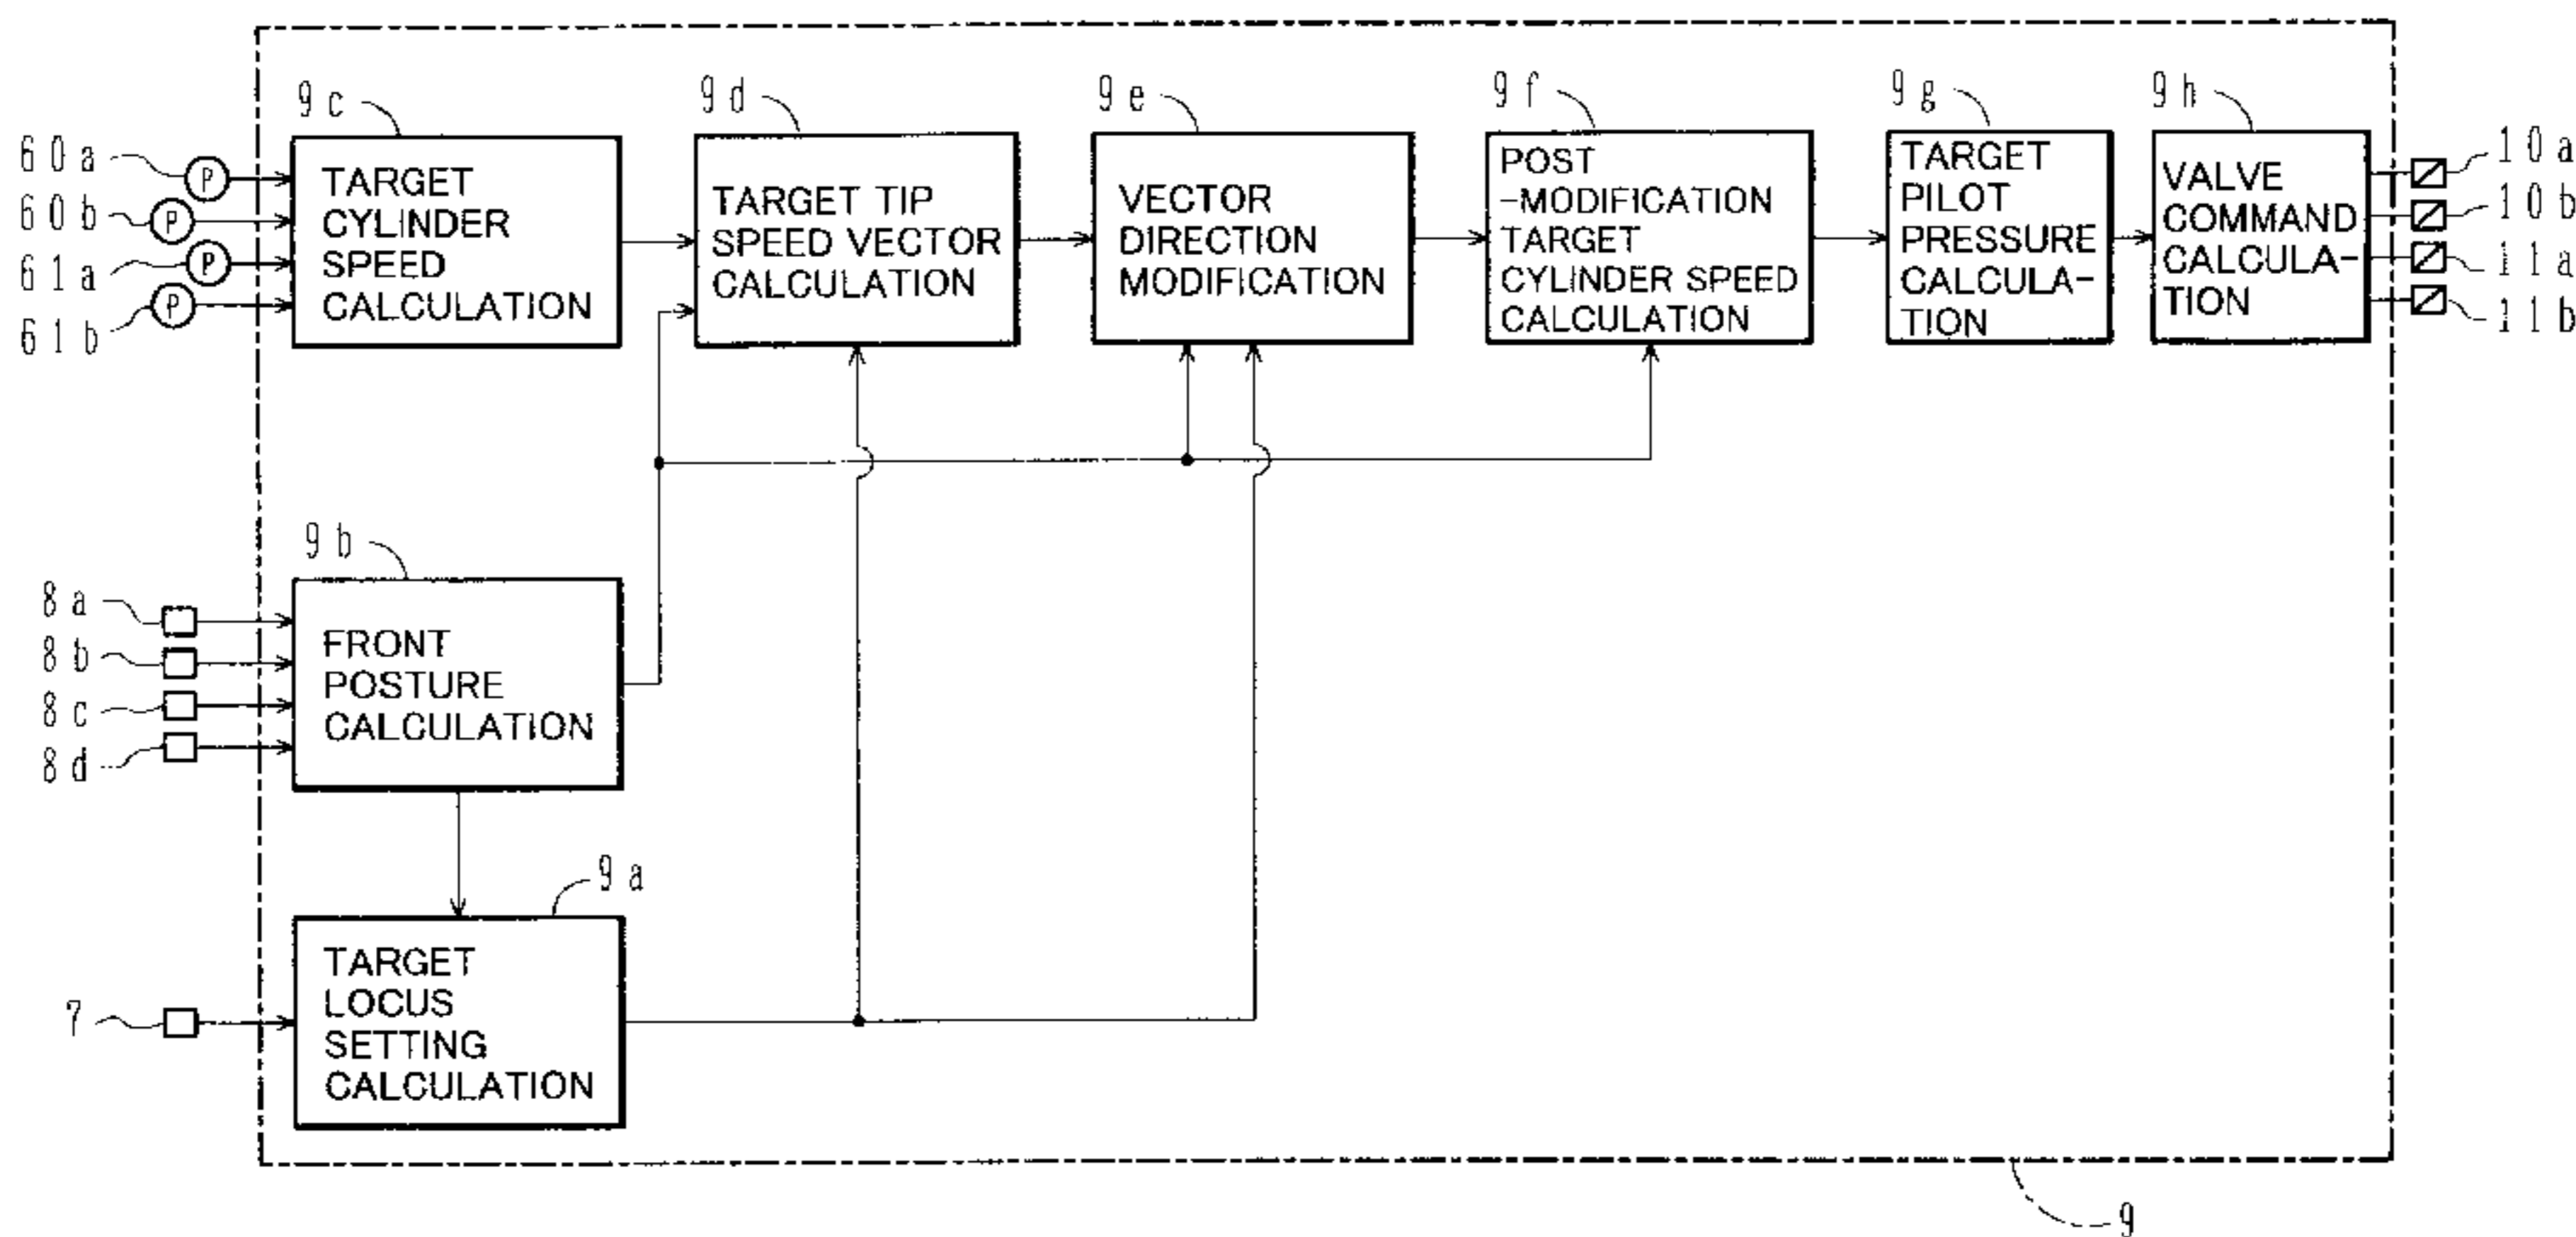 9c
9d
9e
9f
9g
9h
60a
60b
61a
61b
P
P
P
P
TARGET
CYLINDER
SPEED
CALCULATION
TARGET TIP
SPEED VECTOR
CALCULATION
VECTOR
DIRECTION
MODIFICATION
POST
-MODIFICATION
TARGET
CYLINDER SPEED
CALCULATION
TARGET
PILOT
PRESSURE
CALCULA-
TION
VALVE
COMMAND
CALCULA-
TION
10a
10b
11a
11b
9b
8a
8b
8c
8d
FRONT
POSTURE
CALCULATION
9a
7
TARGET
LOCUS
SETTING
CALCULATION
9